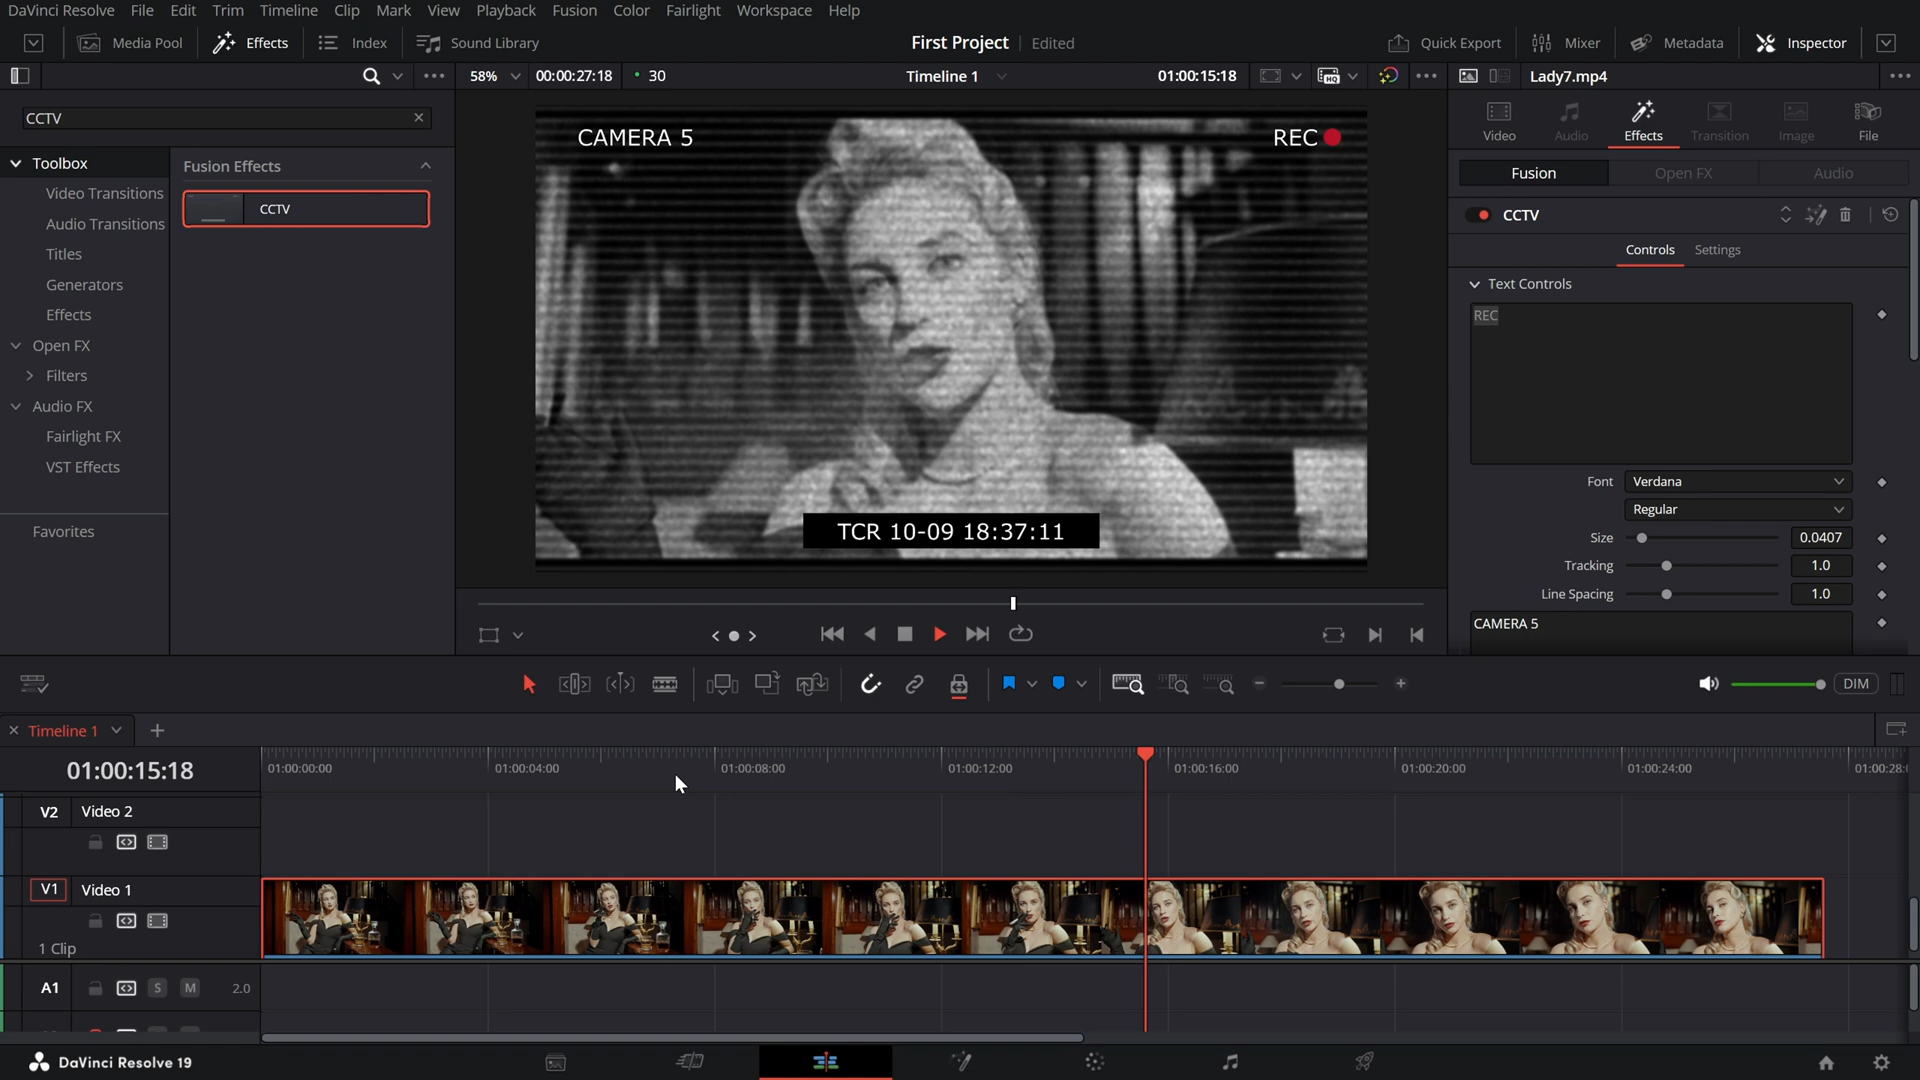 DaVinci Resolve File Edit Trim Timeline Clip Mark View Playback Fusion Color Fairlight Workspace Help
Media Pool Effects Index Sound Library First Project Edited Quick Export Mixer Metadata Inspector
58% 00:00:27:18 30 Timeline 1 01:00:15:18 Lady7.mp4
CCTV
Video Audio Effects Transition Image File
Toolbox
Video Transitions
Audio Transitions
Titles
Generators
Effects
Open FX
Filters
Audio FX
Fairlight FX
VST Effects
Favorites
Fusion Effects
CCTV
CAMERA 5 REC
TCR 10-09 18:37:11
Fusion Open FX Audio
CCTV
Controls Settings
Text Controls
REC
Font Verdana
Regular
Size 0.0407
Tracking 1.0
Line Spacing 1.0
CAMERA 5
DIM
Timeline 1
01:00:15:18 01:00:00:00 01:00:04:00 01:00:08:00 01:00:12:00 01:00:16:00 01:00:20:00 01:00:24:00
V2 Video 2
V1 Video 1
1 Clip
A1 S M 2.0
DaVinci Resolve 19